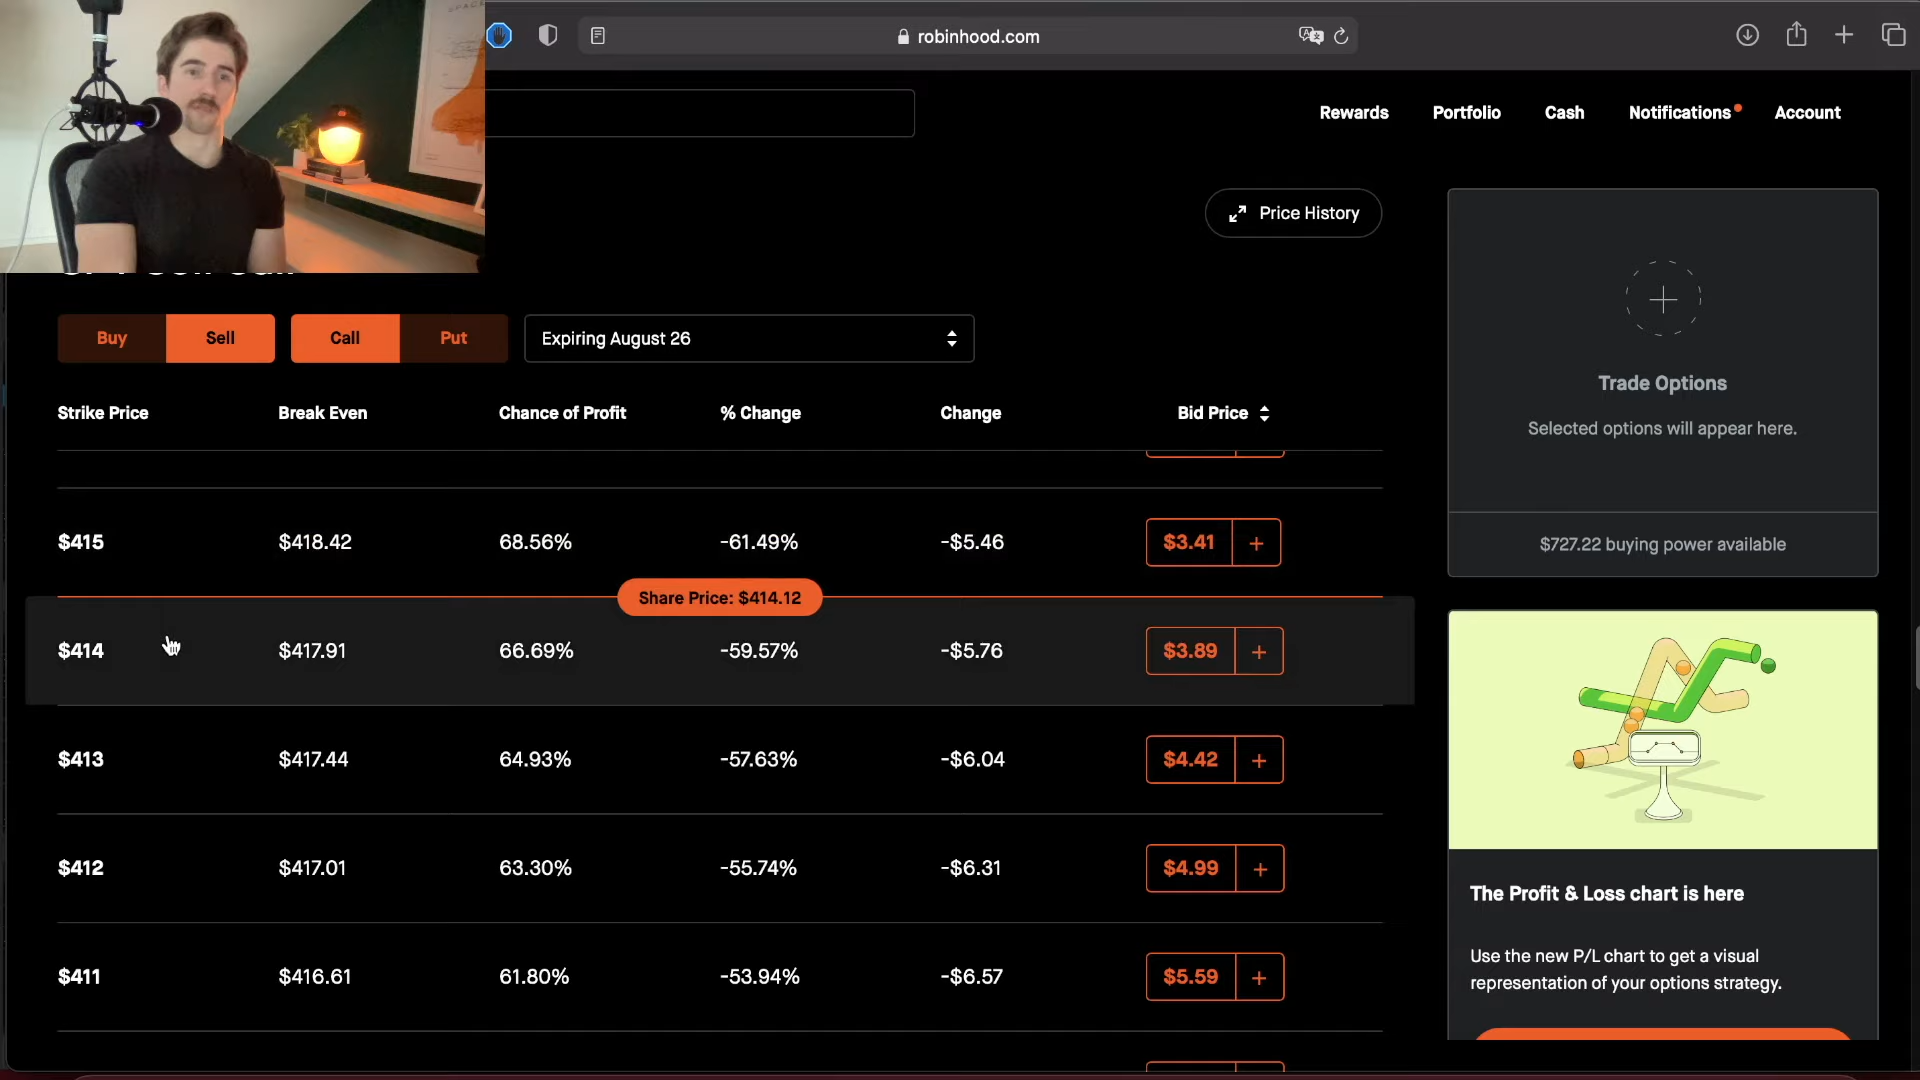 SPACE
robinhood.com
Rewards
Portfolio
Cash
Notifications
Account
Price History
Buy
Sell
Call
Put
Expiring August 26
Strike Price
Break Even
Chance of Profit
% Change
Change
Bid Price
$415
$418.42
68.56%
-61.49%
-$5.46
$3.41
+
Share Price: $414.12
$414
$417.91
66.69%
-59.57%
-$5.76
$3.89
+
$413
$417.44
64.93%
-57.63%
-$6.04
$4.42
+
$412
$417.01
63.30%
-55.74%
-$6.31
$4.99
+
$411
$416.61
61.80%
-53.94%
-$6.57
$5.59
+
Trade Options
Selected options will appear here.
$727.22 buying power available
The Profit & Loss chart is here
Use the new P/L chart to get a visual
representation of your options strategy.